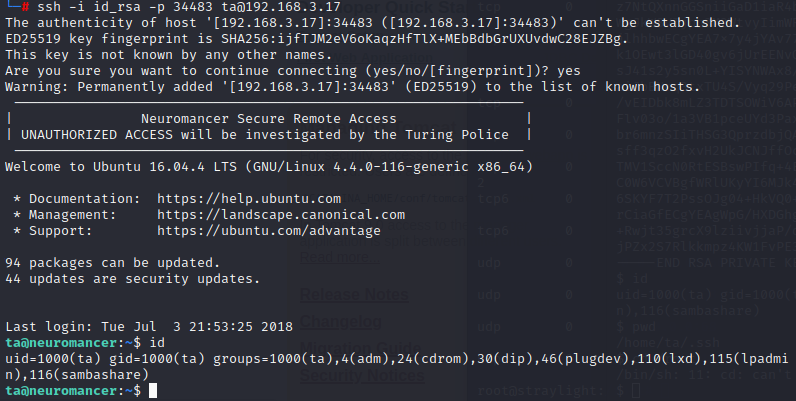 # ssh -i id_rsa -p 34483 ta@192.168.3.17
The authenticity of host '[192.168.3.17]:34483 ([192.168.3.17]:34483)' can't be established.
ED25519 key fingerprint is SHA256:ijfTJM2eV6oKaqzHfTlX+MEbBdbGrUXUvdwC28EJZBg.
This key is not known by any other names.
Are you sure you want to continue connecting (yes/no/[fingerprint])? yes
Warning: Permanently added '[192.168.3.17]:34483' (ED25519) to the list of known hosts.
| Neuromancer Secure Remote Access |
| UNAUTHORIZED ACCESS will be investigated by the Turing Police |
Welcome to Ubuntu 16.04.4 LTS (GNU/Linux 4.4.0-116-generic x86_64)
* Documentation: https://help.ubuntu.com
* Management: https://landscape.canonical.com
* Support: https://ubuntu.com/advantage
94 packages can be updated.
44 updates are security updates.
Last login: Tue Jul 3 21:53:25 2018
ta@neuromancer:~$ id
uid=1000(ta) gid=1000(ta) groups=1000(ta),4(adm),24(cdrom),30(dip),46(plugdev),110(lxd),115(lpadmi
n),116(sambashare)
ta@neuromancer:~$
Release Notes
Changelog
Migration Guide
Security Notices